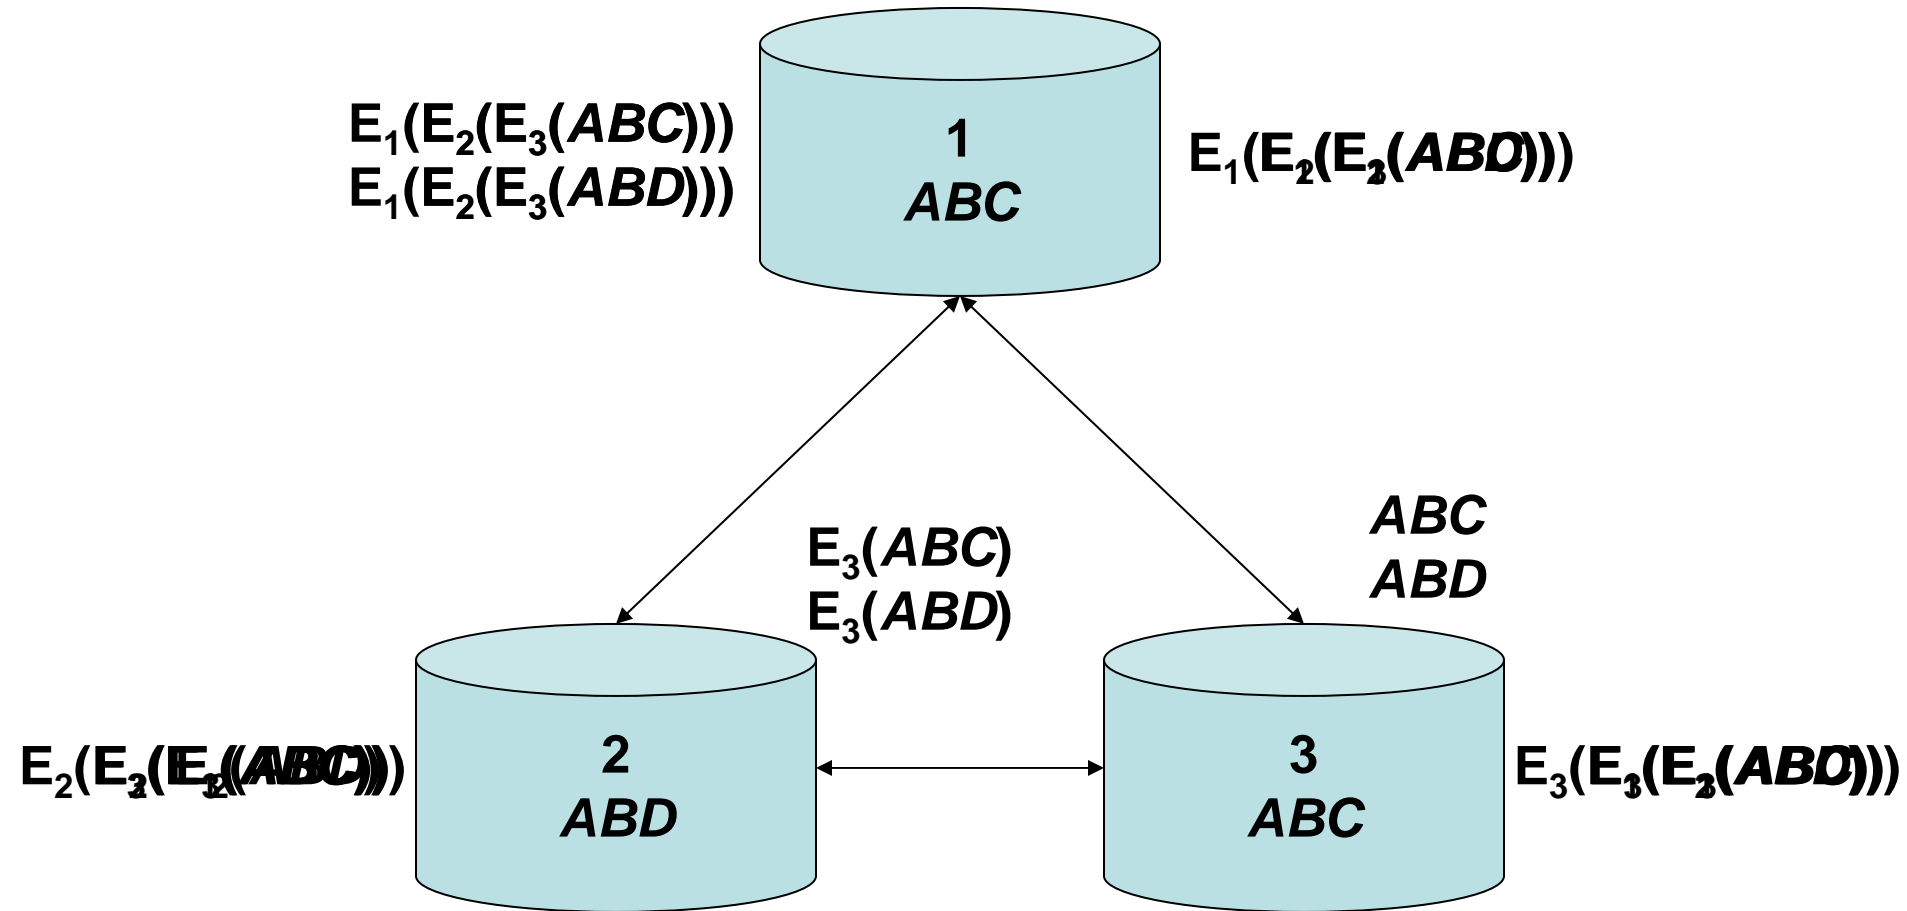 E₁(E₂(E₃(ABC)))
E₁(E₂(E₃(ABD)))
1
ABC
E₃(ABC)
E₃(ABD)
ABC
ABD
2
ABD
3
ABC